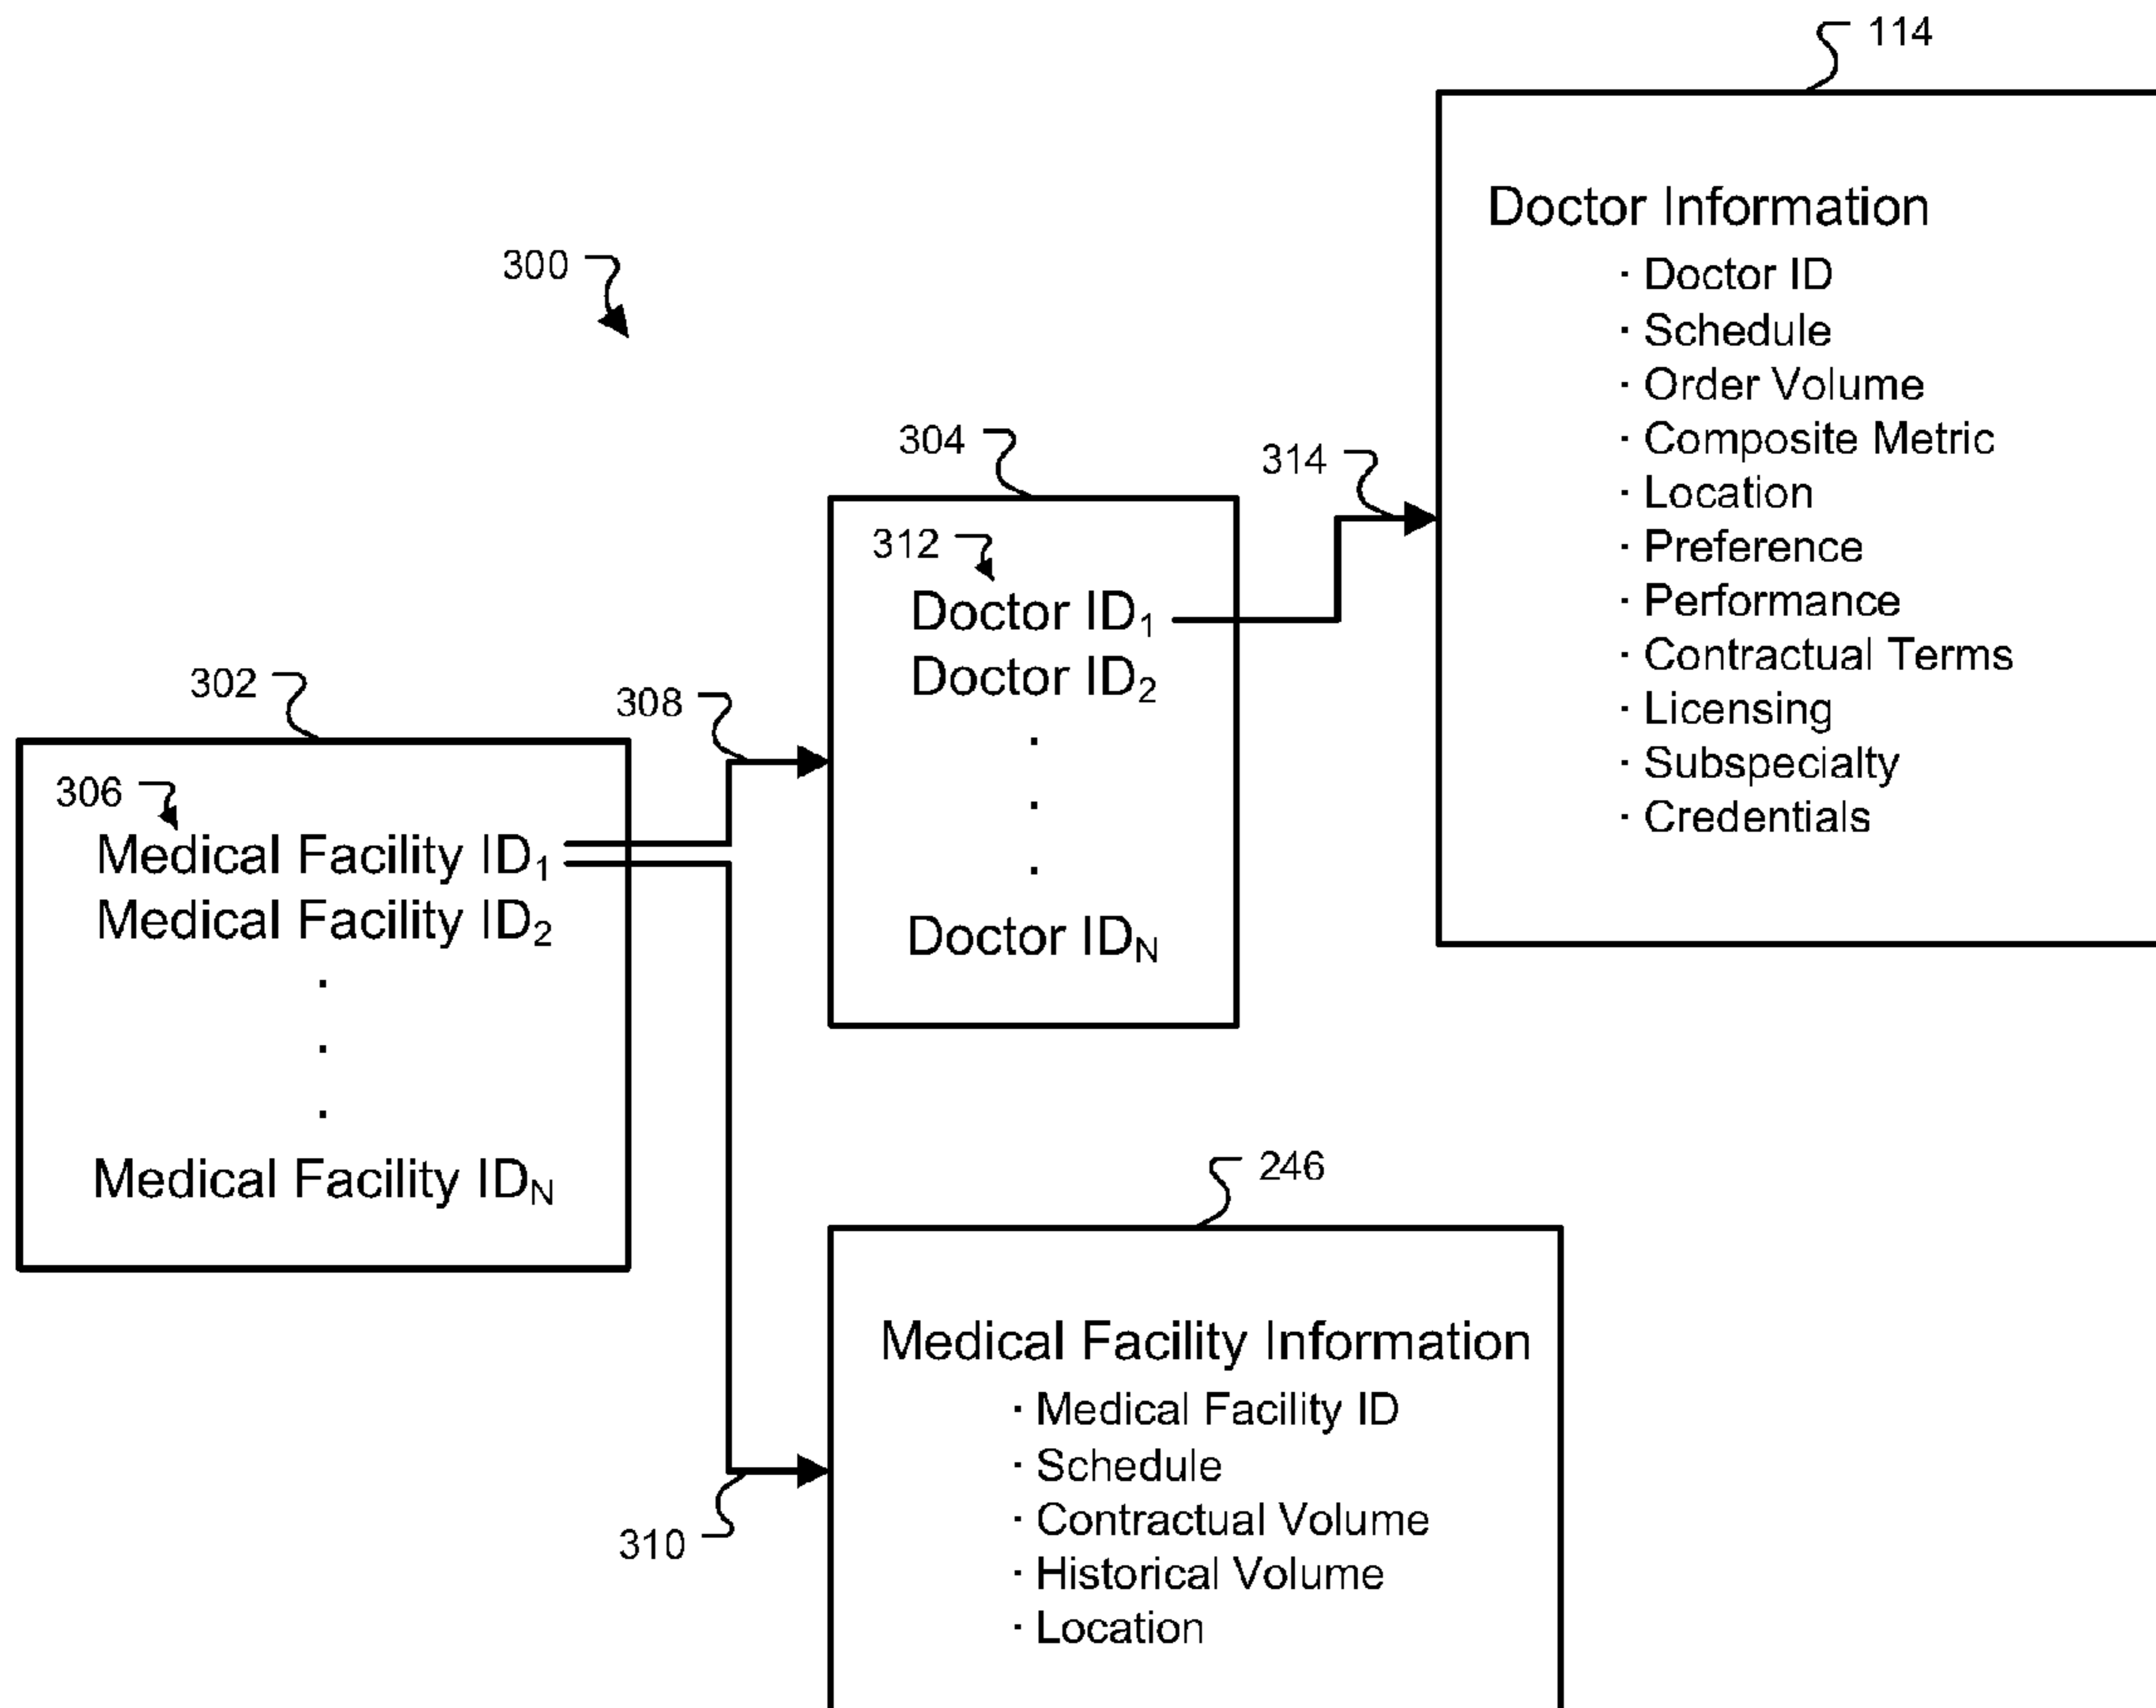 114
Doctor Information
· Doctor ID
· Schedule
· Order Volume
· Composite Metric
· Location
· Preference
· Performance
· Contractual Terms
· Licensing
· Subspecialty
· Credentials
300
304
314
312
Doctor ID1
Doctor ID2
.
.
.
Doctor IDN
302
308
306
Medical Facility ID1
Medical Facility ID2
.
.
.
Medical Facility IDN
246
Medical Facility Information
· Medical Facility ID
· Schedule
· Contractual Volume
· Historical Volume
· Location
310